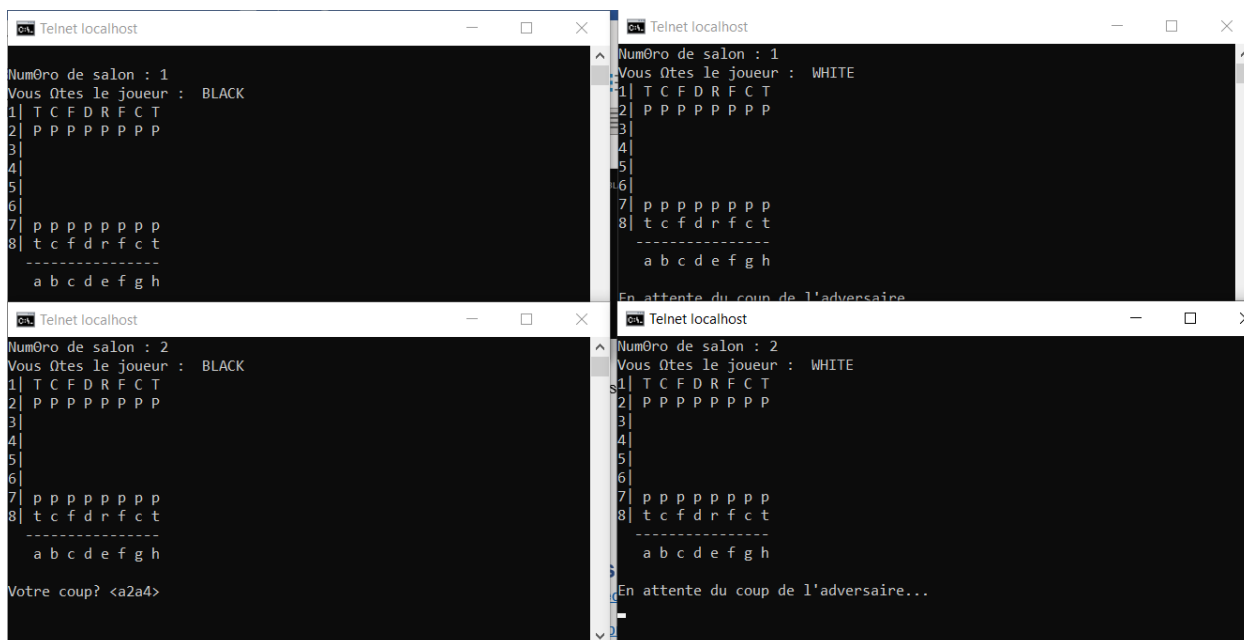 Telnet localhost
Num0ro de salon : 1
Vous Ωtes le joueur :  BLACK
1| T C F D R F C T
2| P P P P P P P P
3|
4|
5|
6|
7| p p p p p p p p
8| t c f d r f c t
----------------
a b c d e f g h
Telnet localhost
Num0ro de salon : 1
Vous Ωtes le joueur :  WHITE
1| T C F D R F C T
2| P P P P P P P P
3|
4|
5|
6|
7| p p p p p p p p
8| t c f d r f c t
----------------
a b c d e f g h
En attente du coup de l'adversaire
Telnet localhost
Num0ro de salon : 2
Vous Ωtes le joueur :  BLACK
1| T C F D R F C T
2| P P P P P P P P
3|
4|
5|
6|
7| p p p p p p p p
8| t c f d r f c t
----------------
a b c d e f g h
Votre coup? <a2a4>
Telnet localhost
Num0ro de salon : 2
Vous Ωtes le joueur :  WHITE
1| T C F D R F C T
2| P P P P P P P P
3|
4|
5|
6|
7| p p p p p p p p
8| t c f d r f c t
----------------
a b c d e f g h
En attente du coup de l'adversaire...